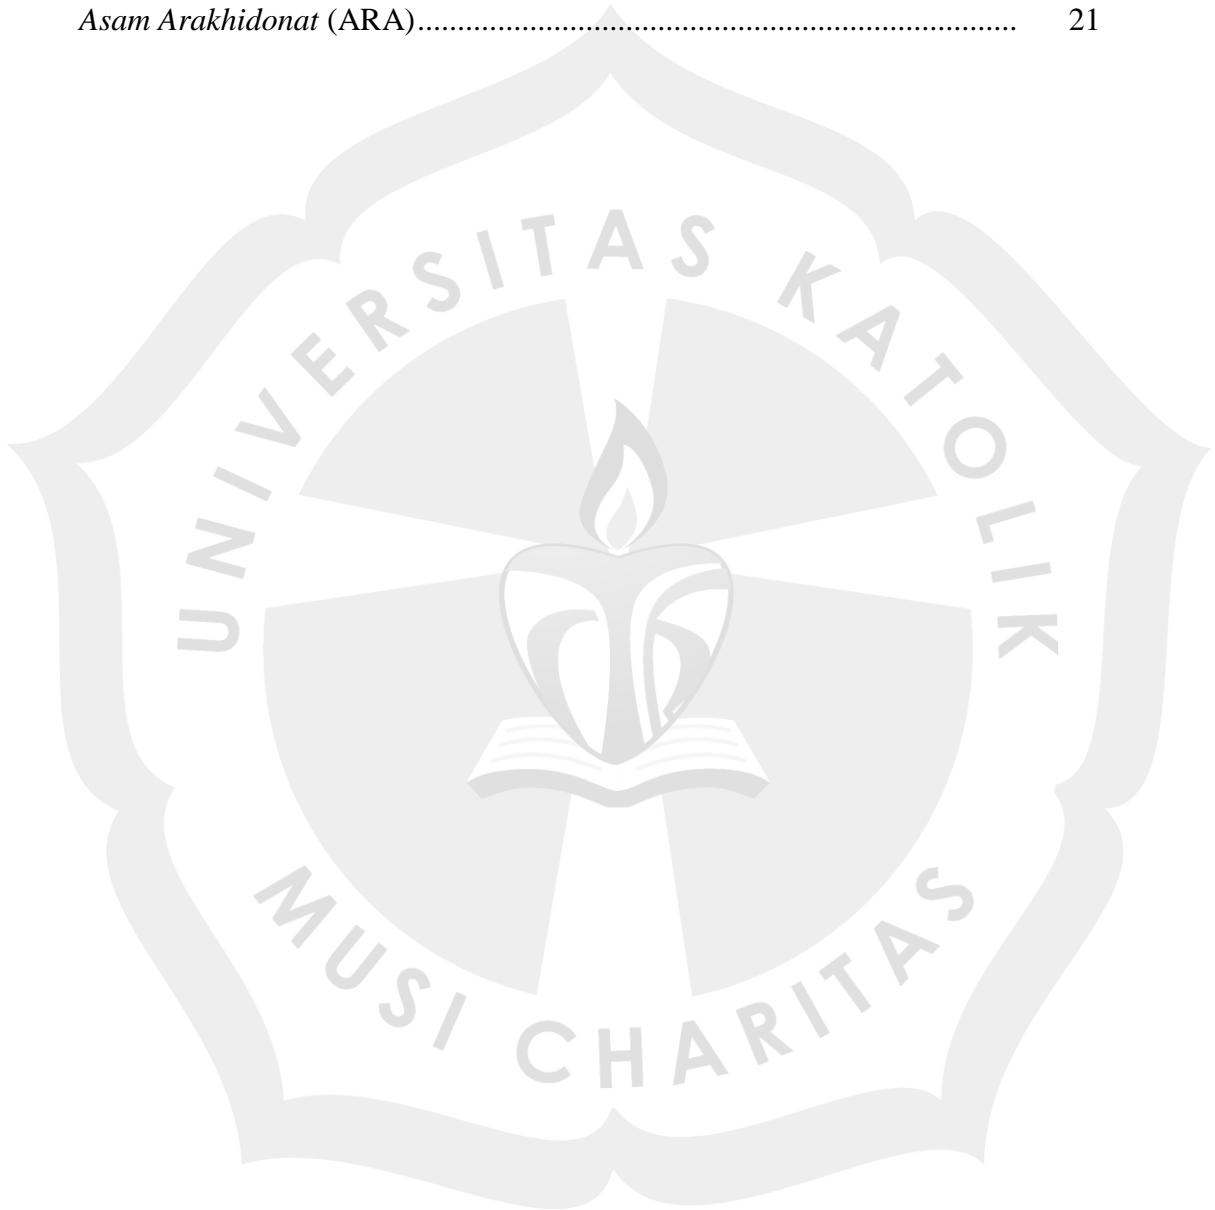 Asam Arakhidonat (ARA)........................................................................... 21
UNIVERSITAS KATOLIK
MUSI CHARITAS